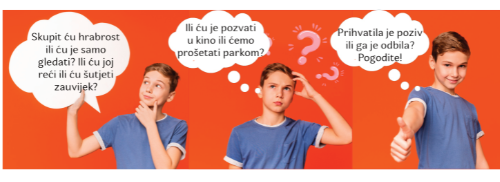 Skupit ću hrabrost
ili ću je samo
gledati? Ili ću joj
reći ili ću šutjeti
zauvijek?
Ili ću je pozvati
u kino ili ćemo
prošetati parkom?
Prihvatila je poziv
ili ga je odbila?
Pogodite!